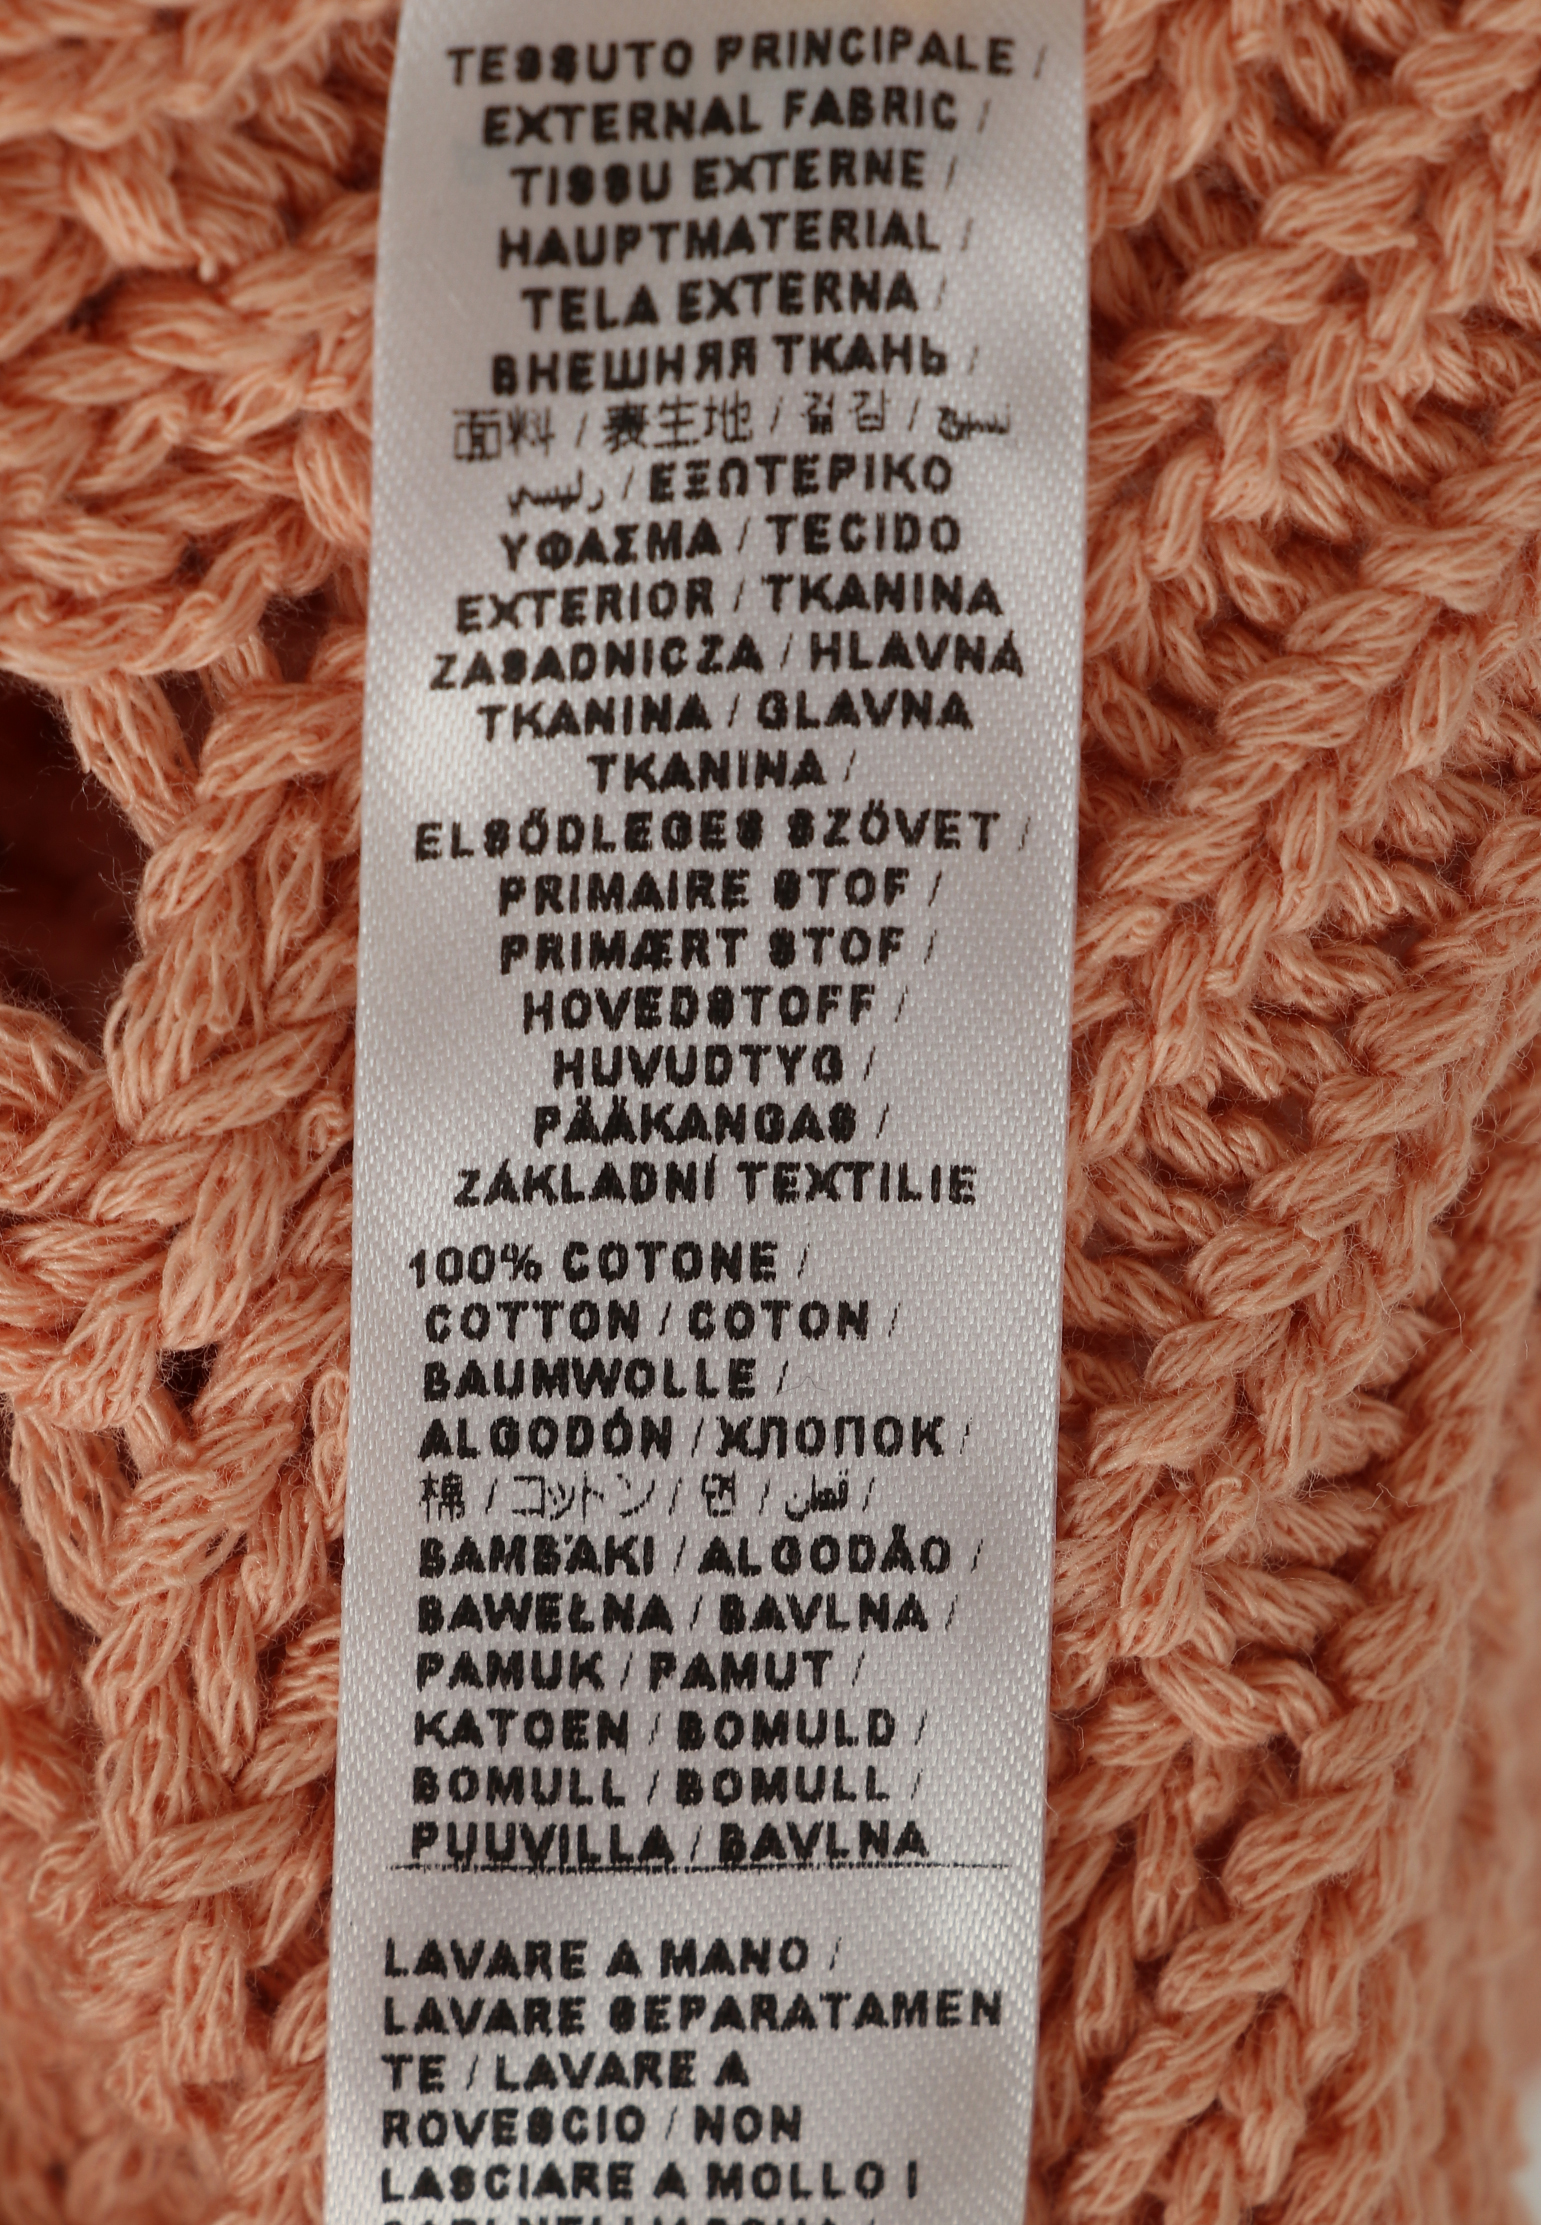 TESSUTO PRINCIPALE /
EXTERNAL FABRIC /
TISSU EXTERNE /
HAUPTMATERIAL /
TELA EXTERNA /
ВНЕШНЯЯ ТКАНЬ /
面料 / 表生地 / 겉감 / نسيج
رئيسي / ΕΞΩΤΕΡΙΚΟ
ΥΦΑΣΜΑ / TECIDO
EXTERIOR / TKANINA
ZASADNICZA / HLAVNÁ
TKANINA / GLAVNA
TKANINA /
ELSŐDLEGES SZÖVET /
PRIMAIRE STOF /
PRIMÆRT STOF /
HOVEDSTOFF /
HUVUDTYG /
PÄÄKANGAS /
ZÁKLADNÍ TEXTILIE
100% COTONE /
COTTON / COTON /
BAUMWOLLE /
ALGODÓN / ХЛОПОК /
棉 / コットン / 면 / قطن /
ΒΑΜΒΆΚΙ / ALGODÃO /
BAWEŁNA / BAVLNA /
PAMUK / PAMUT /
KATOEN / BOMULD /
BOMULL / BOMULL /
PUUVILLA / BAVLNA
LAVARE A MANO /
LAVARE SEPARATAMEN
TE / LAVARE A
ROVESCIO / NON
LASCIARE A MOLLO I